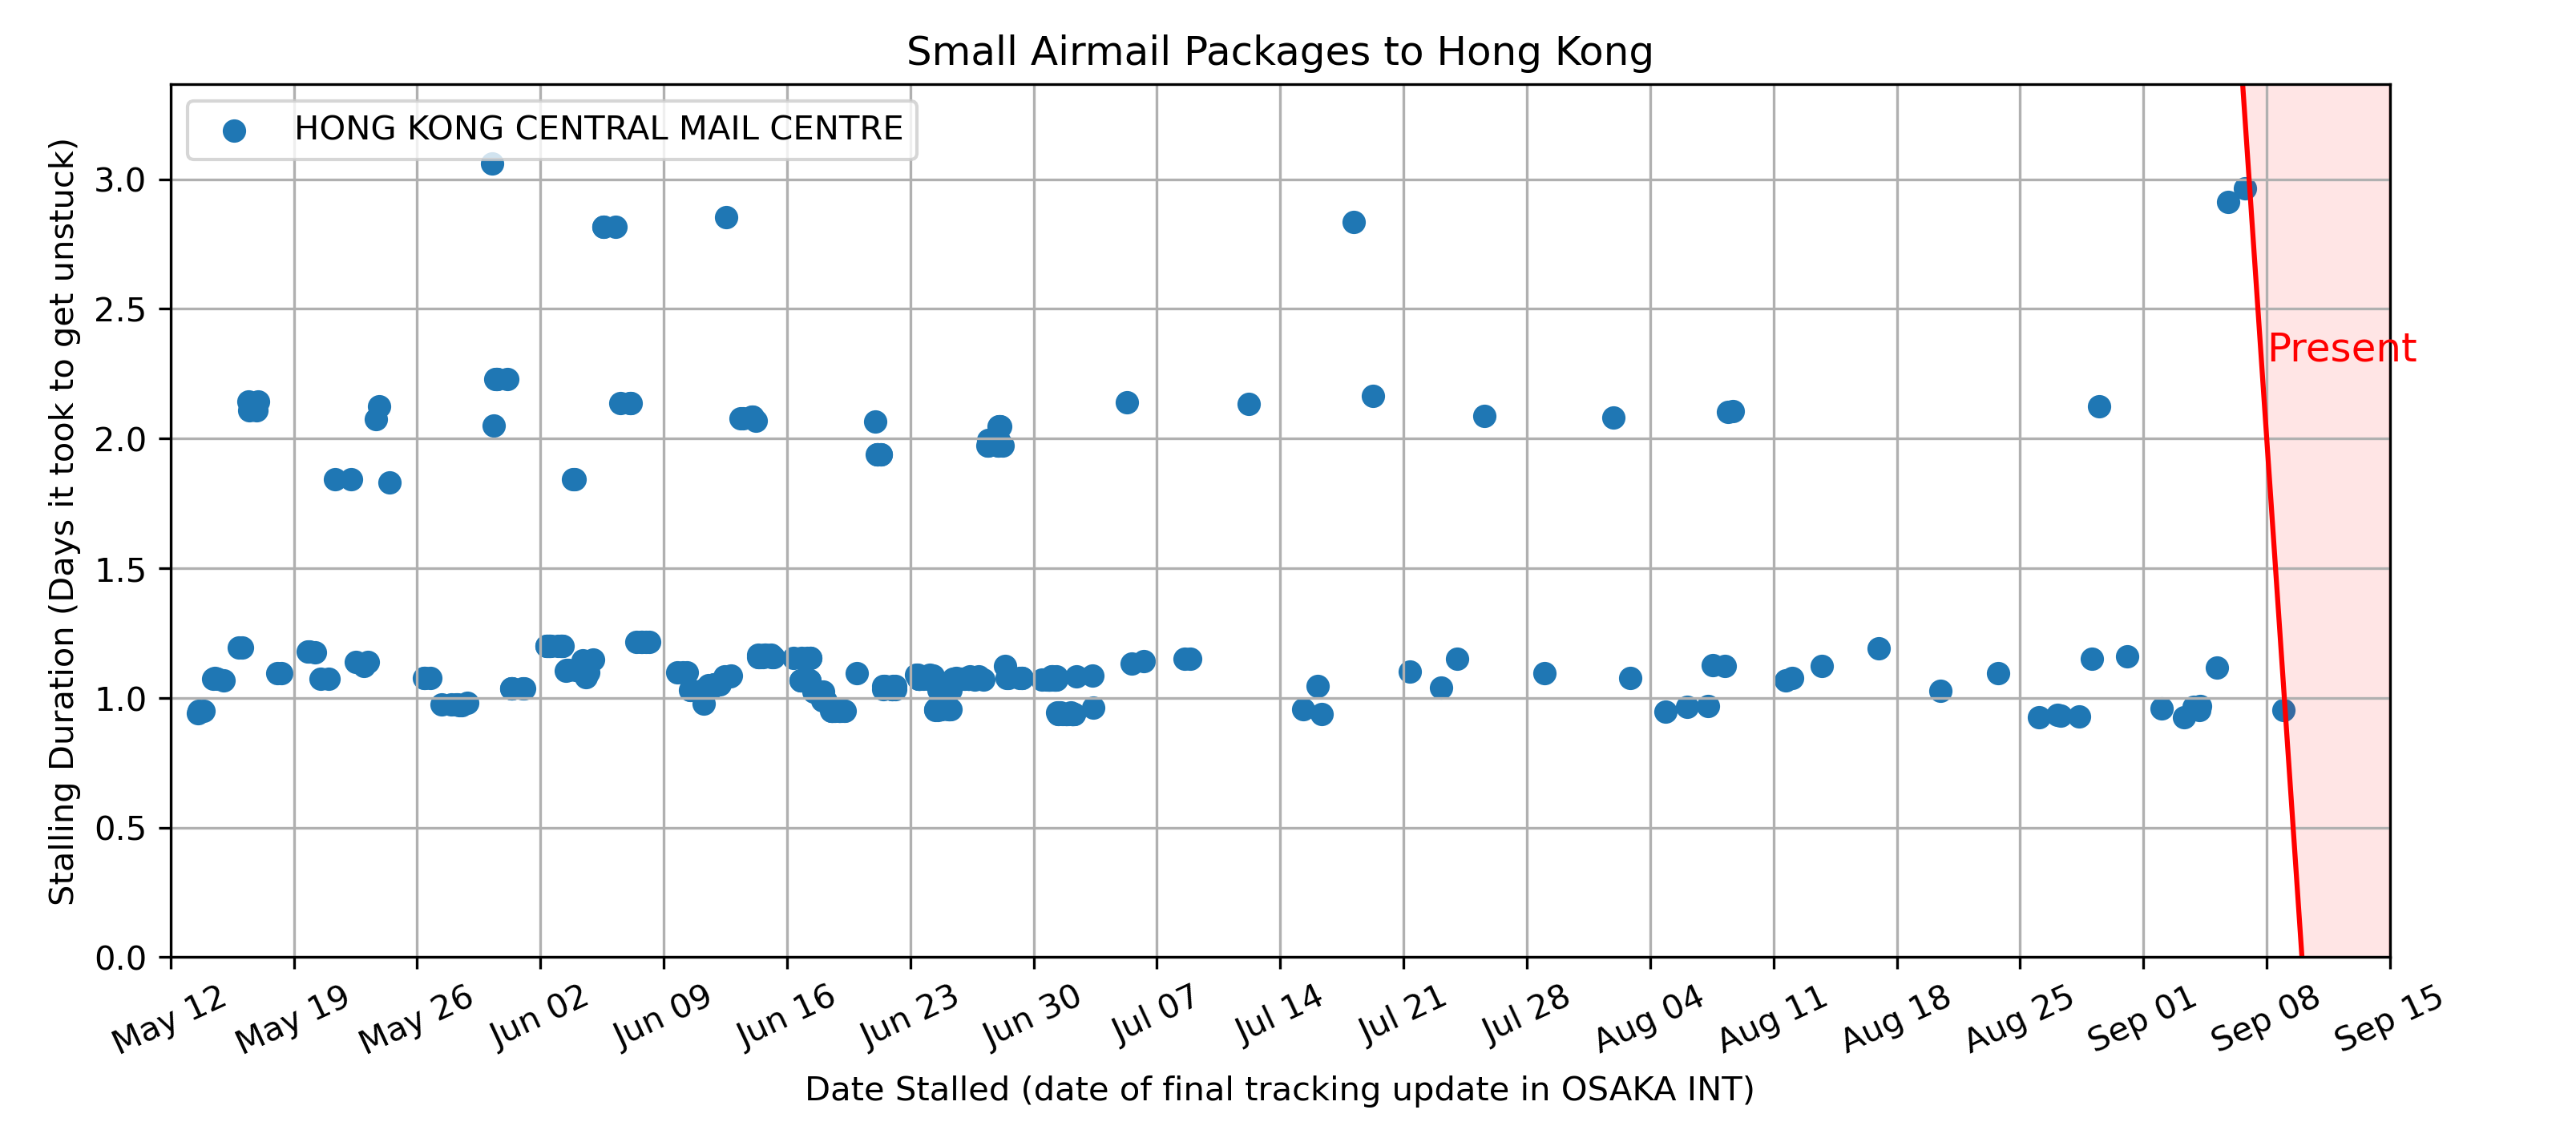 Small Airmail Packages to Hong Kong
HONG KONG CENTRAL MAIL CENTRE
Stalling Duration (Days it took to get unstuck)
3.0
2.5
2.0
1.5
1.0
0.5
0.0
Present
May 12
May 19
May 26
Jun 02
Jun 09
Jun 16
Jun 23
Jun 30
Jul 07
Jul 14
Jul 21
Jul 28
Aug 04
Aug 11
Aug 18
Aug 25
Sep 01
Sep 08
Sep 15
Date Stalled (date of final tracking update in OSAKA INT)